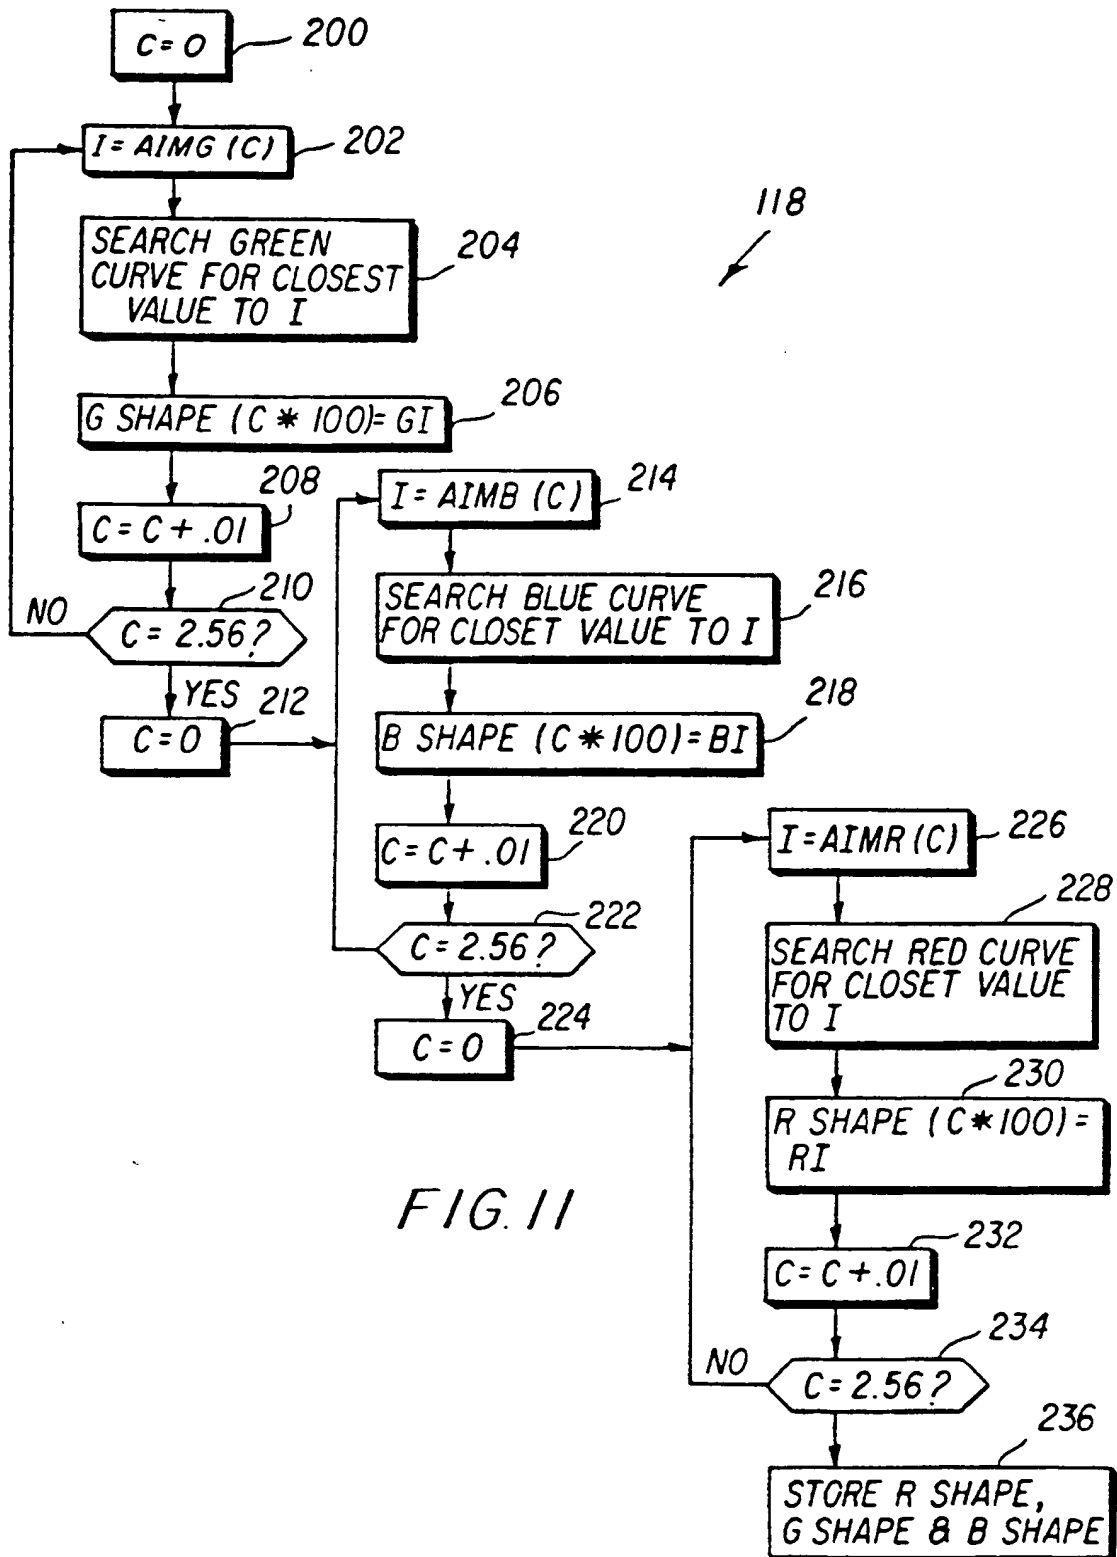 C = 0
200
I = AIMG (C)
202
118
SEARCH GREEN
CURVE FOR CLOSEST
VALUE TO I
204
G SHAPE (C * 100)= GI
206
C = C + .01
208
C = 2.56?
210
NO
YES
C = 0
212
I = AIMB (C)
214
SEARCH BLUE CURVE
FOR CLOSET VALUE TO I
216
B SHAPE (C * 100) = BI
218
C = C + .01
220
C = 2.56?
222
YES
C = 0
224
I = AIMR (C)
226
SEARCH RED CURVE
FOR CLOSET VALUE
TO I
228
R SHAPE (C * 100) =
RI
230
C = C + .01
232
C = 2.56?
234
NO
STORE R SHAPE,
G SHAPE & B SHAPE
236
FIG. 11